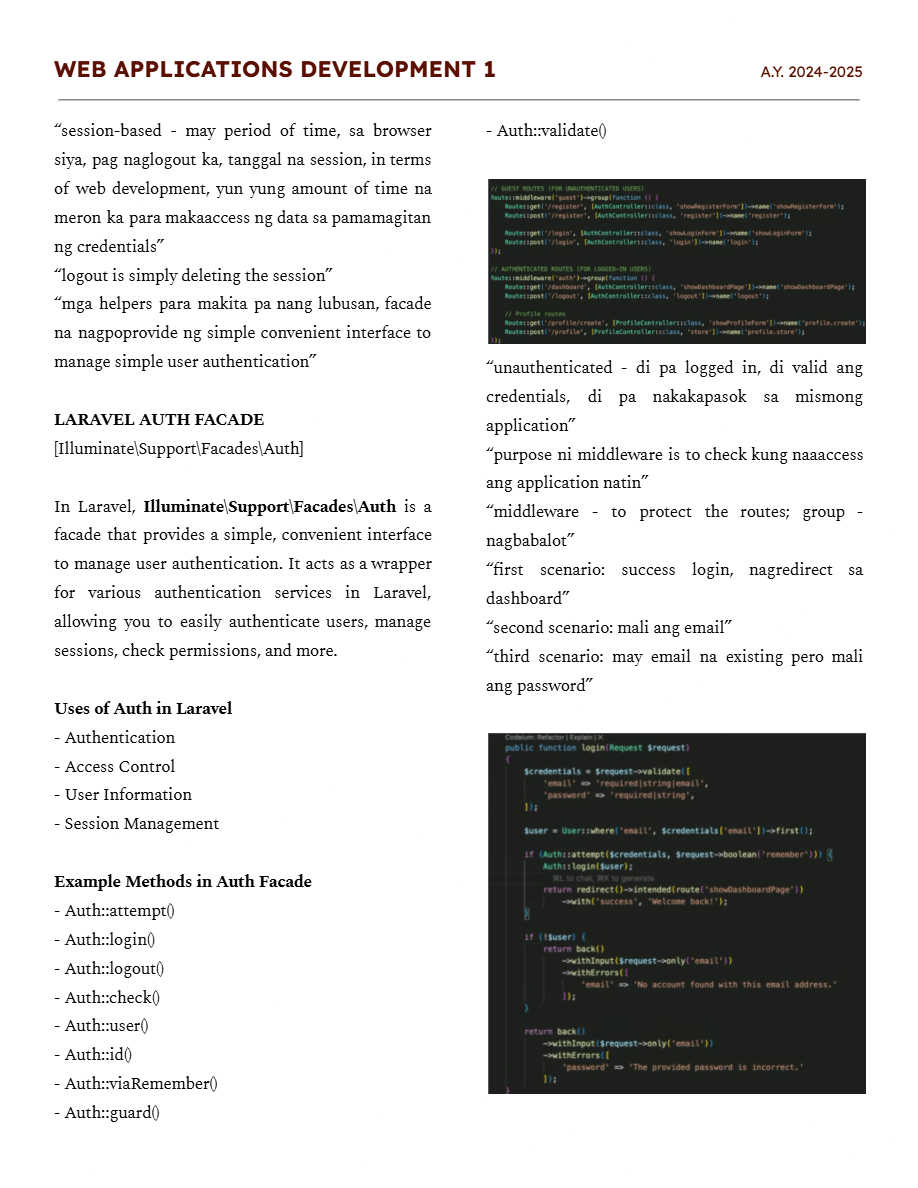 WEB APPLICATIONS DEVELOPMENT 1
A.Y. 2024-2025
“session-based - may period of time, sa browser
siya, pag naglogout ka, tanggal na session, in terms
of web development, yun yung amount of time na
meron ka para makaaccess ng data sa pamamagitan
ng credentials”
“logout is simply deleting the session”
“mga helpers para makita pa nang lubusan, facade
na nagpoprovide ng simple convenient interface to
manage simple user authentication”
LARAVEL AUTH FACADE
[Illuminate\Support\Facades\Auth]
In Laravel, Illuminate\Support\Facades\Auth is a
facade that provides a simple, convenient interface
to manage user authentication. It acts as a wrapper
for various authentication services in Laravel,
allowing you to easily authenticate users, manage
sessions, check permissions, and more.
Uses of Auth in Laravel
- Authentication
- Access Control
- User Information
- Session Management
Example Methods in Auth Facade
- Auth::attempt()
- Auth::login()
- Auth::logout()
- Auth::check()
- Auth::user()
- Auth::id()
- Auth::viaRemember()
- Auth::guard()
- Auth::validate()
// GUEST ROUTES (FOR UNAUTHENTICATED USERS)
Route::middleware('guest')->group(function () {
Route::get('/register', [AuthController::class, 'showRegisterForm'])->name('showRegisterForm');
Route::post('/register', [AuthController::class, 'register'])->name('register');
Route::get('/login', [AuthController::class, 'showLoginForm'])->name('showLoginForm');
Route::post('/login', [AuthController::class, 'login'])->name('login');
});
// AUTHENTICATED ROUTES (FOR LOGGED-IN USERS)
Route::middleware('auth')->group(function () {
Route::get('/dashboard', [AuthController::class, 'showDashboardPage'])->name('showDashboardPage');
Route::post('/logout', [AuthController::class, 'logout'])->name('logout');
// Profile routes
Route::get('/profile/create', [ProfileController::class, 'showProfileForm'])->name('profile.create');
Route::post('/profile', [ProfileController::class, 'store'])->name('profile.store');
});
“unauthenticated - di pa logged in, di valid ang
credentials, di pa nakakapasok sa mismong
application”
“purpose ni middleware is to check kung naaaccess
ang application natin”
“middleware - to protect the routes; group -
nagbabalot”
“first scenario: success login, nagredirect sa
dashboard”
“second scenario: mali ang email”
“third scenario: may email na existing pero mali
ang password”
Codeium: Refactor | Explain | X
public function login(Request $request)
{
$credentials = $request->validate([
'email' => 'required|string|email',
'password' => 'required|string',
]);
$user = User::where('email', $credentials['email'])->first();
if (Auth::attempt($credentials, $request->boolean('remember'))) {
Auth::login($user);
⌘L to chat, ⌘K to generate
return redirect()->intended(route('showDashboardPage'))
->with('success', 'Welcome back!');
}
if (!$user) {
return back()
->withInput($request->only('email'))
->withErrors([
'email' => 'No account found with this email address.'
]);
}
return back()
->withInput($request->only('email'))
->withErrors([
'password' => 'The provided password is incorrect.'
]);
}